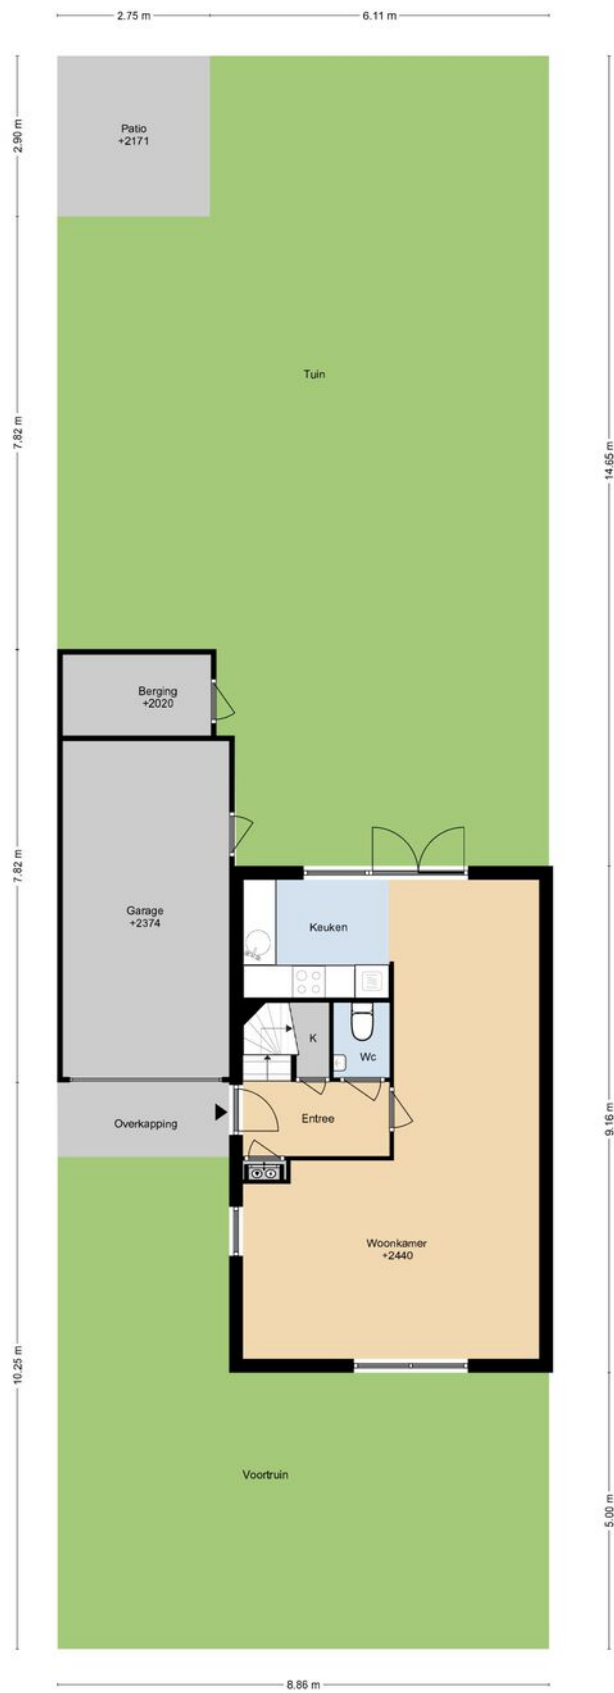 2.75 m
6.11 m
2.90 m
Patio
+2171
Tuin
7.82 m
14.65 m
Berging
+2020
7.82 m
Garage
+2374
Keuken
K
Wc
Overkapping
Entree
9.16 m
Woonkamer
+2440
10.25 m
Voortruin
5.00 m
8.86 m